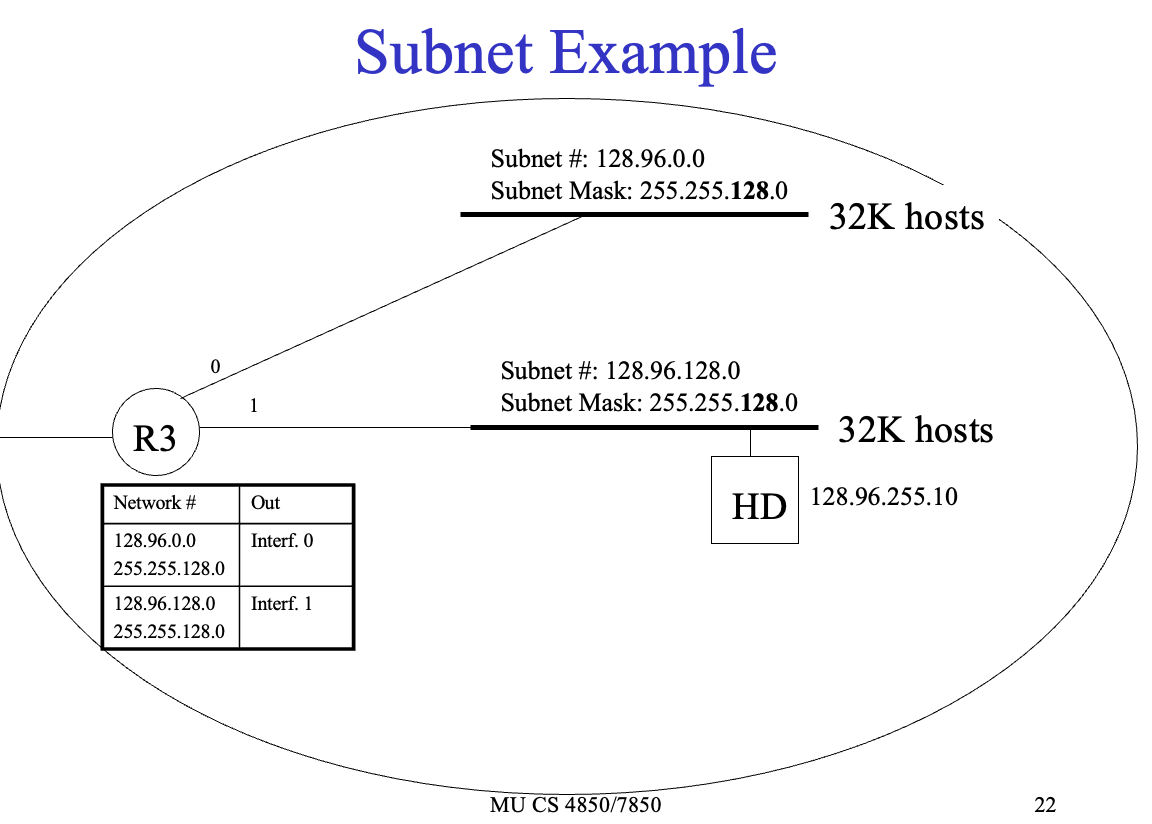 Subnet Example
Subnet #: 128.96.0.0
Subnet Mask: 255.255.128.0
32K hosts
0
Subnet #: 128.96.128.0
1
Subnet Mask: 255.255.128.0
R3
32K hosts
Network # Out
HD 128.96.255.10
128.96.0.0 Interf. 0
255.255.128.0
128.96.128.0 Interf. 1
255.255.128.0
MU CS 4850/7850 22